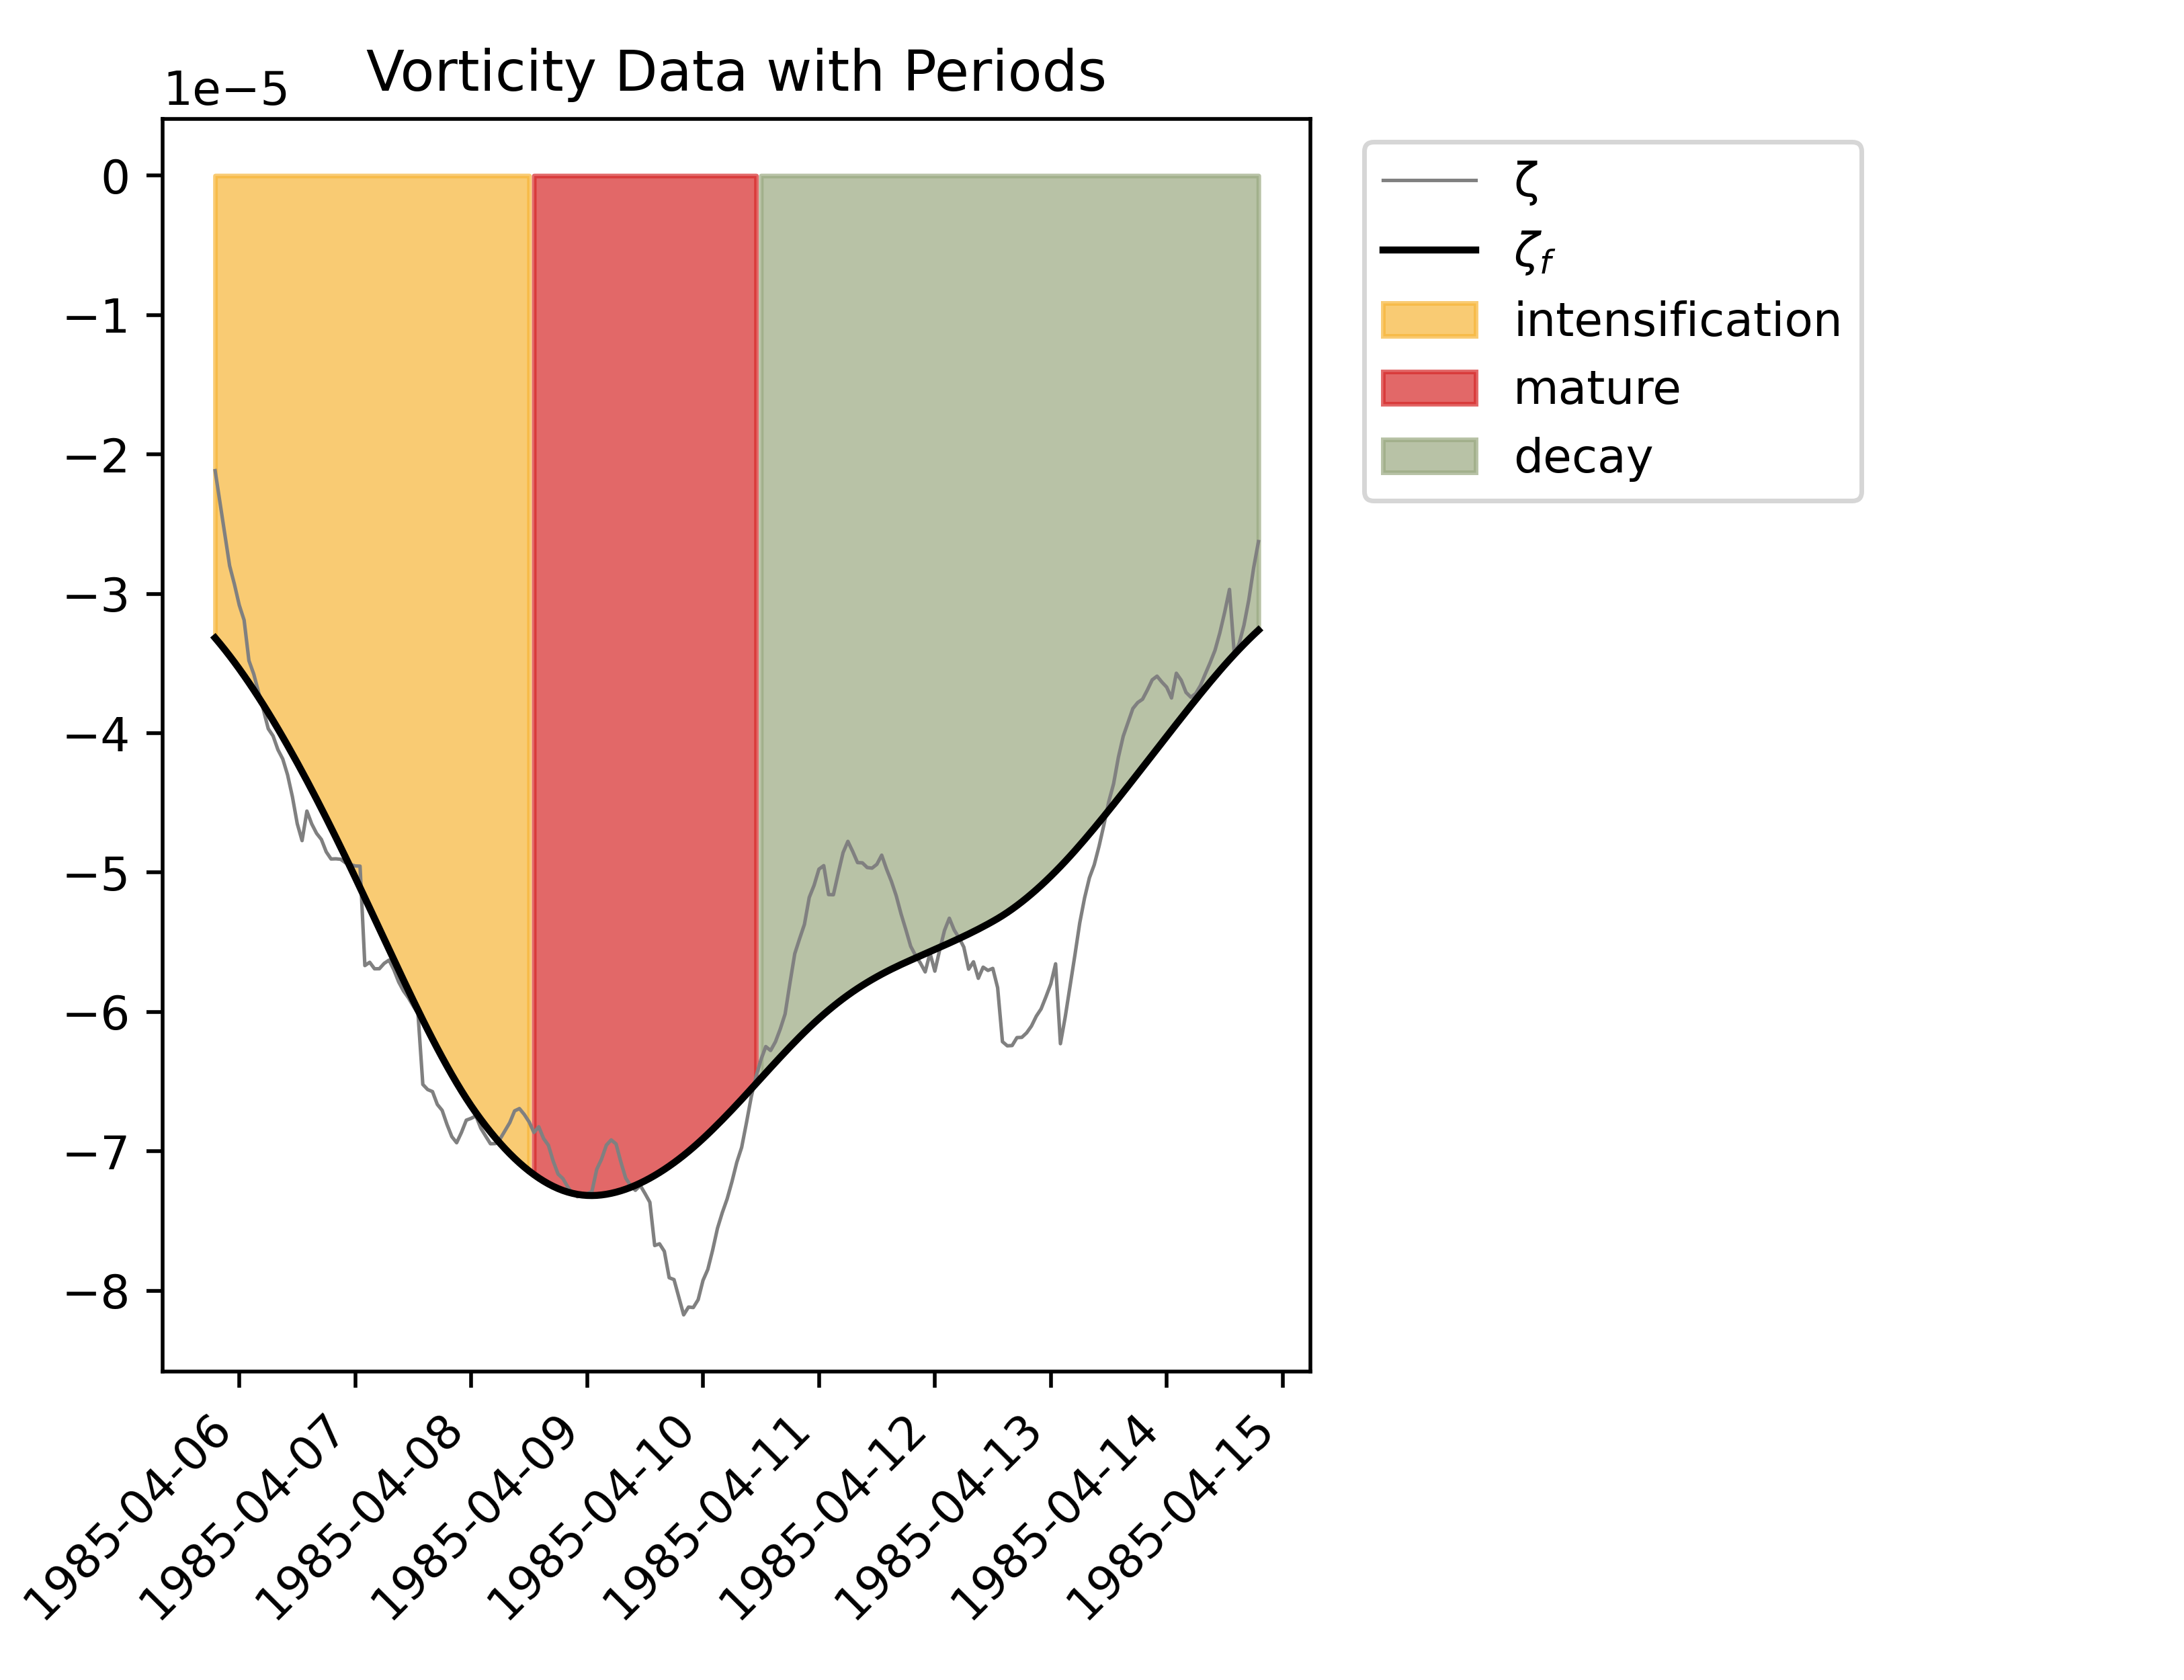 Vorticity Data with Periods
1e−5
0
−1
−2
−3
−4
−5
−6
−7
−8
1985-04-06
1985-04-07
1985-04-08
1985-04-09
1985-04-10
1985-04-11
1985-04-12
1985-04-13
1985-04-14
1985-04-15
ζ
ζf
intensification
mature
decay